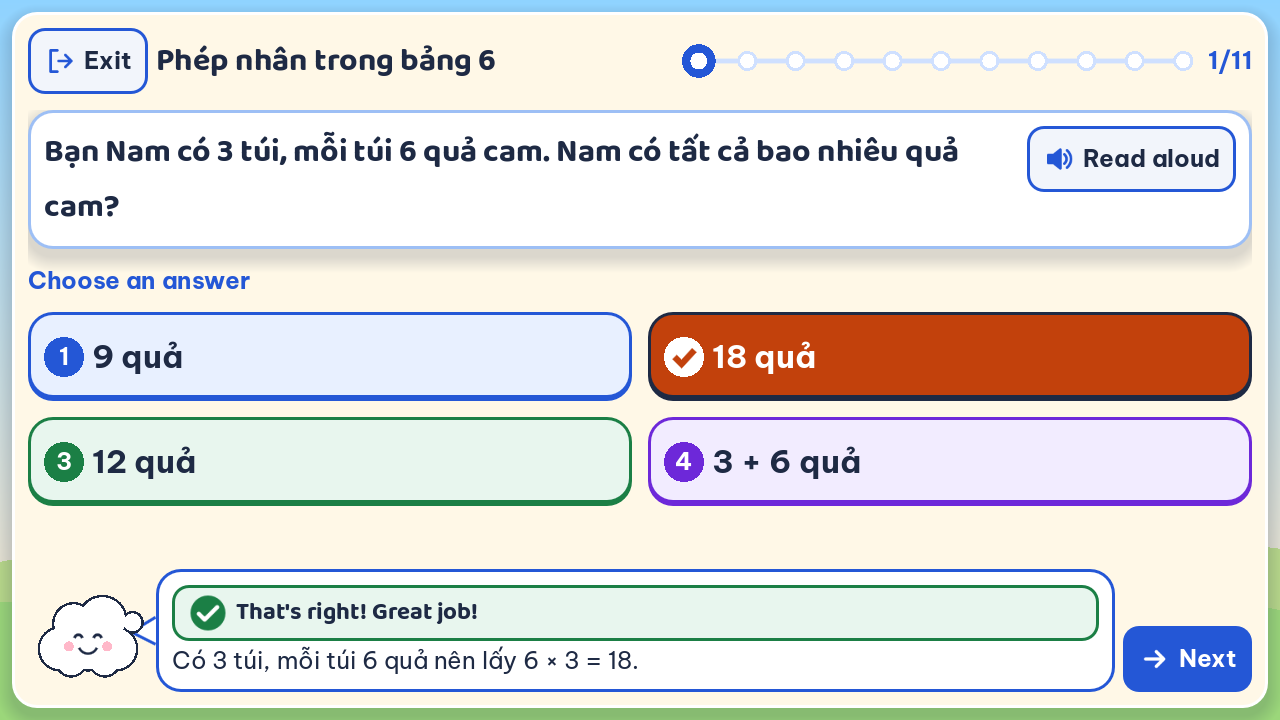 Exit
Phép nhân trong bảng 6
1/11
Bạn Nam có 3 túi, mỗi túi 6 quả cam. Nam có tất cả bao nhiêu quả
cam?
Read aloud
Choose an answer
1 9 quả
18 quả
3 12 quả
4 3 + 6 quả
That's right! Great job!
Có 3 túi, mỗi túi 6 quả nên lấy 6 × 3 = 18.
Next